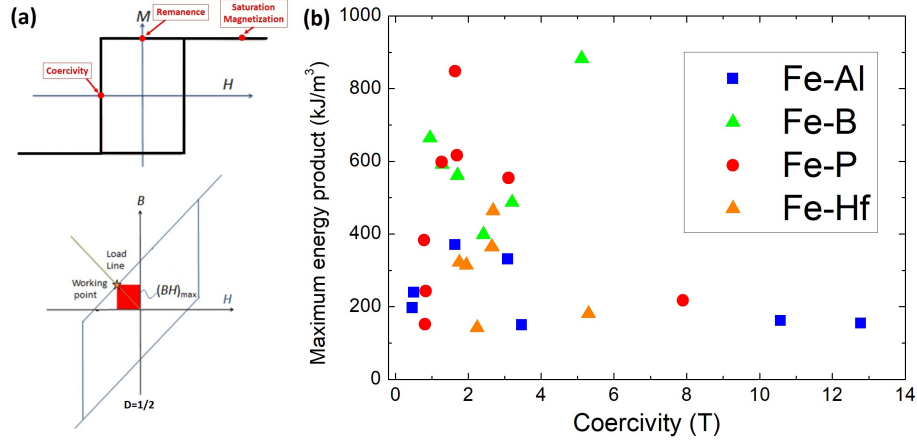 (a)
M
Remanence
Saturation
Magnetization
Coercivity
H
B
Load
Line
Working
point
(BH)max
H
D=1/2
(b)
Maximum energy product (kJ/m³)
1000
800
600
400
200
0
0 2 4 6 8 10 12 14
Coercivity (T)
Fe-Al
Fe-B
Fe-P
Fe-Hf